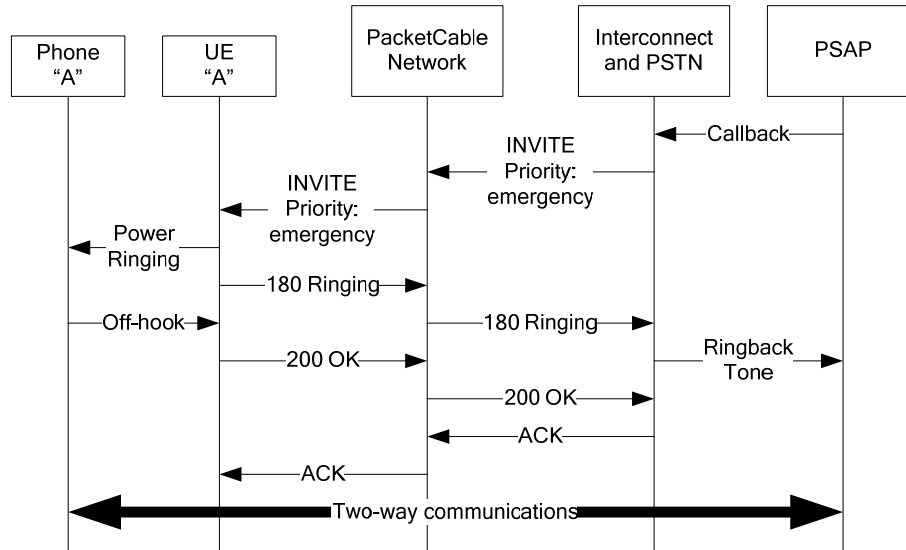 Phone
“A”
UE
“A”
PacketCable
Network
Interconnect
and PSTN
PSAP
Callback
INVITE
Priority:
emergency
INVITE
Priority:
emergency
Power
Ringing
180 Ringing
Off-hook
180 Ringing
200 OK
Ringback
Tone
200 OK
ACK
ACK
Two-way communications